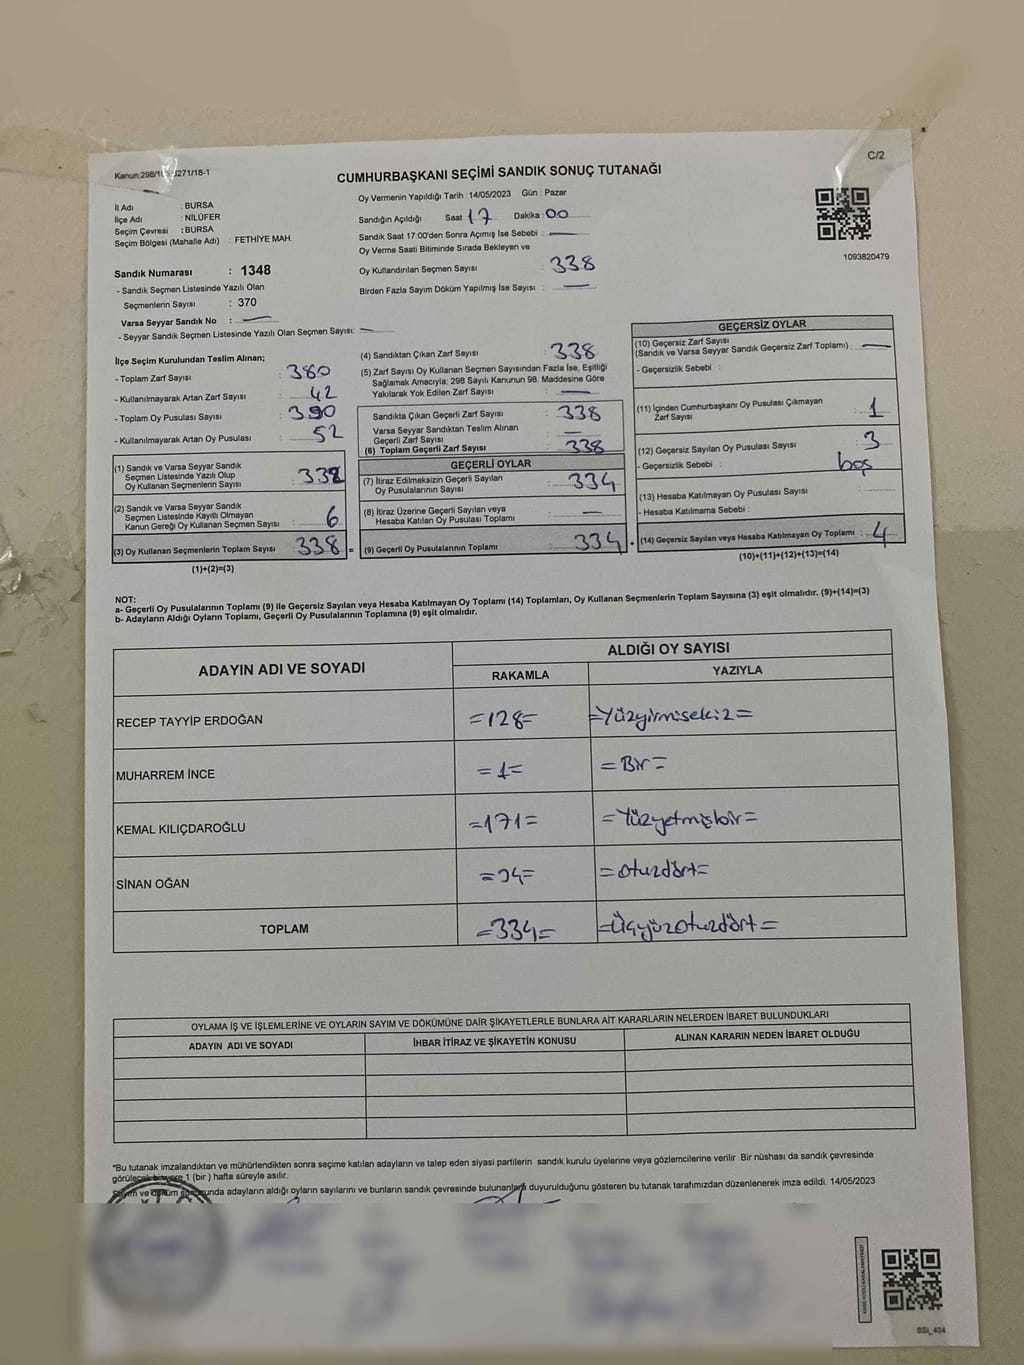 Kanun:298/105-6271/18-1
C/2
CUMHURBAŞKANI SEÇİMİ SANDIK SONUÇ TUTANAĞI
Oy Vermenin Yapıldığı Tarih : 14/05/2023 Gün : Pazar
İl Adı : BURSA
İlçe Adı : NİLÜFER
Seçim Çevresi : BURSA
Seçim Bölgesi (Mahalle Adı) : FETHİYE MAH.
Sandığın Açıldığı Saat 17 Dakika : 00
Sandık Saat 17:00'den Sonra Açımış İse Sebebi :
Oy Verme Saati Bitiminde Sırada Bekleyen ve
Oy Kullandırılan Seçmen Sayısı : 338
Birden Fazla Sayım Döküm Yapılmış İse Sayısı :
1093820479
Sandık Numarası : 1348
- Sandık Seçmen Listesinde Yazılı Olan
Seçmenlerin Sayısı : 370
Varsa Seyyar Sandık No :
- Seyyar Sandık Seçmen Listesinde Yazılı Olan Seçmen Sayısı:
İlçe Seçim Kurulundan Teslim Alınan;
- Toplam Zarf Sayısı : 380
- Kullanılmayarak Artan Zarf Sayısı : 42
- Toplam Oy Pusulası Sayısı : 390
- Kullanılmayarak Artan Oy Pusulası : 52
(1) Sandık ve Varsa Seyyar Sandık
Seçmen Listesinde Yazılı Olup
Oy Kullanan Seçmenlerin Sayısı :
(2) Sandık ve Varsa Seyyar Sandık
Seçmen Listesinde Kayıtlı Olmayan
Kanun Gereği Oy Kullanan Seçmen Sayısı : 6
(3) Oy Kullanan Seçmenlerin Toplam Sayısı : 338 =
(1)+(2)=(3)
(4) Sandıktan Çıkan Zarf Sayısı : 338
(5) Zarf Sayısı Oy Kullanan Seçmen Sayısından Fazla İse, Eşitliği
Sağlamak Amacıyla; 298 Sayılı Kanunun 98. Maddesine Göre
Yakılarak Yok Edilen Zarf Sayısı :
Sandıkta Çıkan Geçerli Zarf Sayısı : 338
Varsa Seyyar Sandıktan Teslim Alınan
Geçerli Zarf Sayısı :
(6) Toplam Geçerli Zarf Sayısı : 338
GEÇERLİ OYLAR
(7) İtiraz Edilmeksizin Geçerli Sayılan
Oy Pusulalarının Sayısı : 334
(8) İtiraz Üzerine Geçerli Sayılan veya
Hesaba Katılan Oy Pusulası Toplamı :
(9) Geçerli Oy Pusulalarının Toplamı : 334 +
GEÇERSİZ OYLAR
(10) Geçersiz Zarf Sayısı
(Sandık ve Varsa Seyyar Sandık Geçersiz Zarf Toplamı) :
- Geçersizlik Sebebi :
(11) İçinden Cumhurbaşkanı Oy Pusulası Çıkmayan
Zarf Sayısı : 1
(12) Geçersiz Sayılan Oy Pusulası Sayısı : 3
- Geçersizlik Sebebi : boş
(13) Hesaba Katılmayan Oy Pusulası Sayısı :
- Hesaba Katılmama Sebebi :
(14) Geçersiz Sayılan veya Hesaba Katılmayan Oy Toplamı : 4
(10)+(11)+(12)+(13)=(14)
NOT:
a- Geçerli Oy Pusulalarının Toplamı (9) ile Geçersiz Sayılan veya Hesaba Katılmayan Oy Toplamı (14) Toplamları, Oy Kullanan Seçmenlerin Toplam Sayısına (3) eşit olmalıdır. (9)+(14)=(3)
b- Adayların Aldığı Oyların Toplamı, Geçerli Oy Pusulalarının Toplamına (9) eşit olmalıdır.
ADAYIN ADI VE SOYADI
ALDIĞI OY SAYISI
RAKAMLA YAZIYLA
RECEP TAYYİP ERDOĞAN =128= =Yüzyirmisekiz=
MUHARREM İNCE =1= =Bir=
KEMAL KILIÇDAROĞLU =171= =Yüzyetmişbir=
SİNAN OĞAN =34= =Otuzdört=
TOPLAM =334= =Üçyüzotuzdört=
OYLAMA İŞ VE İŞLEMLERİNE VE OYLARIN SAYIM VE DÖKÜMÜNE DAİR ŞİKAYETLERLE BUNLARA AİT KARARLARIN NELERDEN İBARET BULUNDUKLARI
ADAYIN ADI VE SOYADI İHBAR İTİRAZ VE ŞİKAYETİN KONUSU ALINAN KARARIN NEDEN İBARET OLDUĞU
*Bu tutanak imzalandıktan ve mühürlendikten sonra seçime katılan adayların ve talep eden siyasi partilerin sandık kurulu üyelerine veya gözlemcilerine verilir .Bir nüshası da sandık çevresinde
görülecek bir yere 1 (bir ) hafta süreyle asılır.
Sayım ve döküm sonucunda adayların aldığı oyların sayılarını ve bunların sandık çevresinde bulunanlara duyurulduğunu gösteren bu tutanak tarafımızdan düzenlenerek imza edildi. 14/05/2023
SSI_404